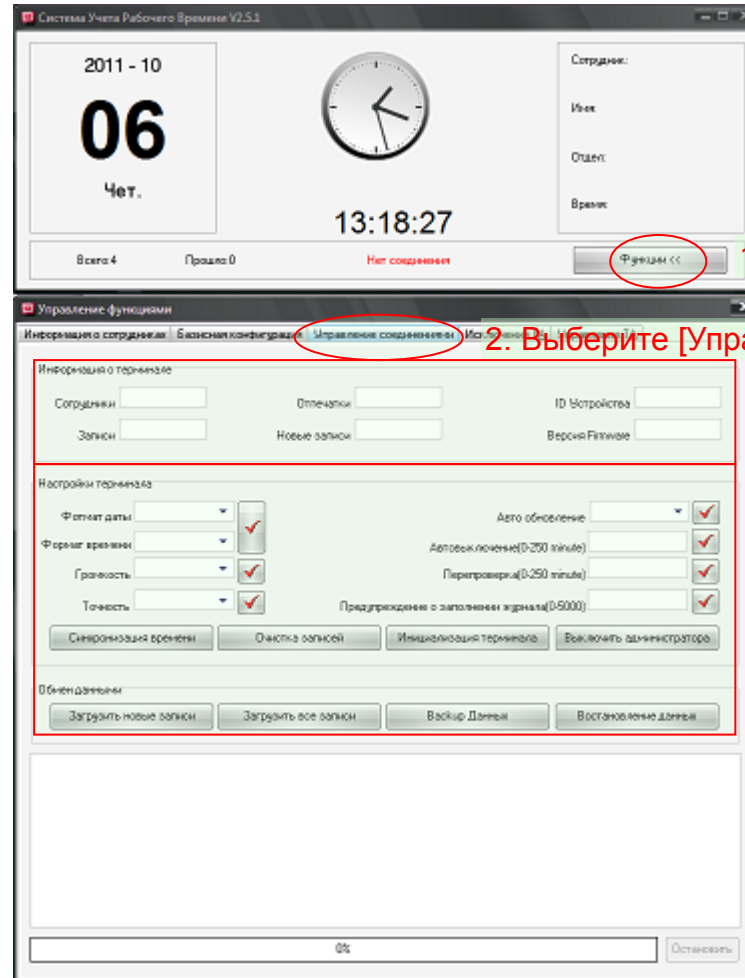 Система Учета Рабочего Времени V2.5.1
2011 - 10
06
Чет.
13:18:27
Сотрудник:
Имя:
Отдел:
Время:
Всего:4 Прошло:0 Нет соединения Функции <<
1
Управление функциями
Информация о сотрудниках Базисная конфигурация Управление соединениями
2. Выберите [Упра
Информация о терминале
Сотрудники Отпечатки ID Устройства
Записи Новые записи Версия Firmware
Настройки терминала
Формат даты Авто обновление
Формат времени Автовыключение(0-250 minute)
Громкость Перепроверка(0-250 minute)
Точность Предупреждение о заполнении журнала(0-5000)
Синхронизация времени Очистка записей Инициализация терминала Выключить администратора
Обмен данными
Загрузить новые записи Загрузить все записи Backup Данных Востановление данных
0% Остановить